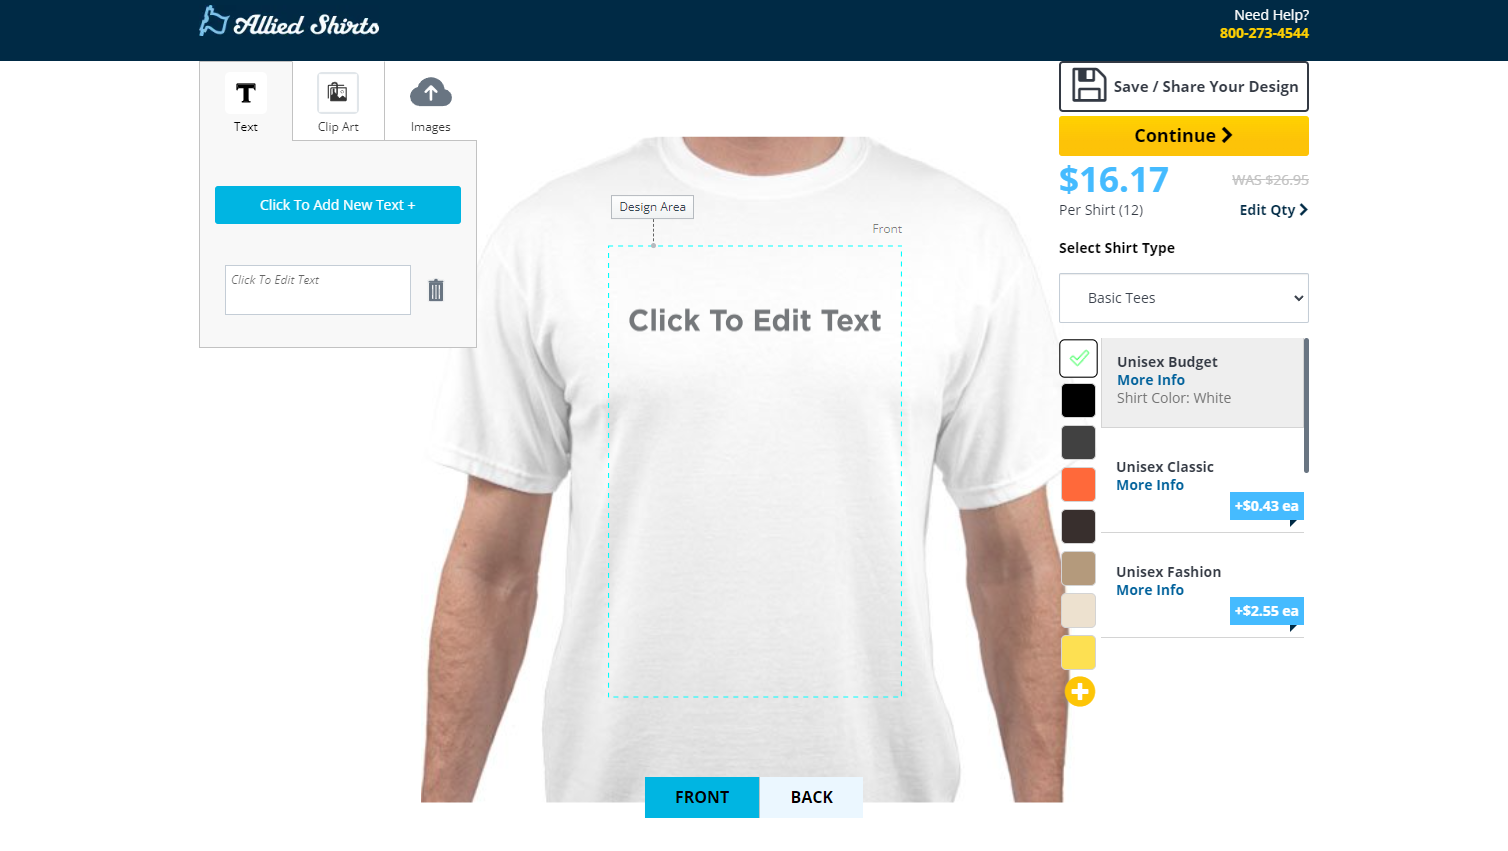 Allied Shirts
Need Help?
800-273-4544
Text
Clip Art
Images
Click To Add New Text +
Click To Edit Text
Design Area
Front
Click To Edit Text
FRONT
BACK
Save / Share Your Design
Continue
$16.17
WAS $26.95
Per Shirt (12)
Edit Qty
Select Shirt Type
Basic Tees
Unisex Budget
More Info
Shirt Color: White
Unisex Classic
More Info
+$0.43 ea
Unisex Fashion
More Info
+$2.55 ea